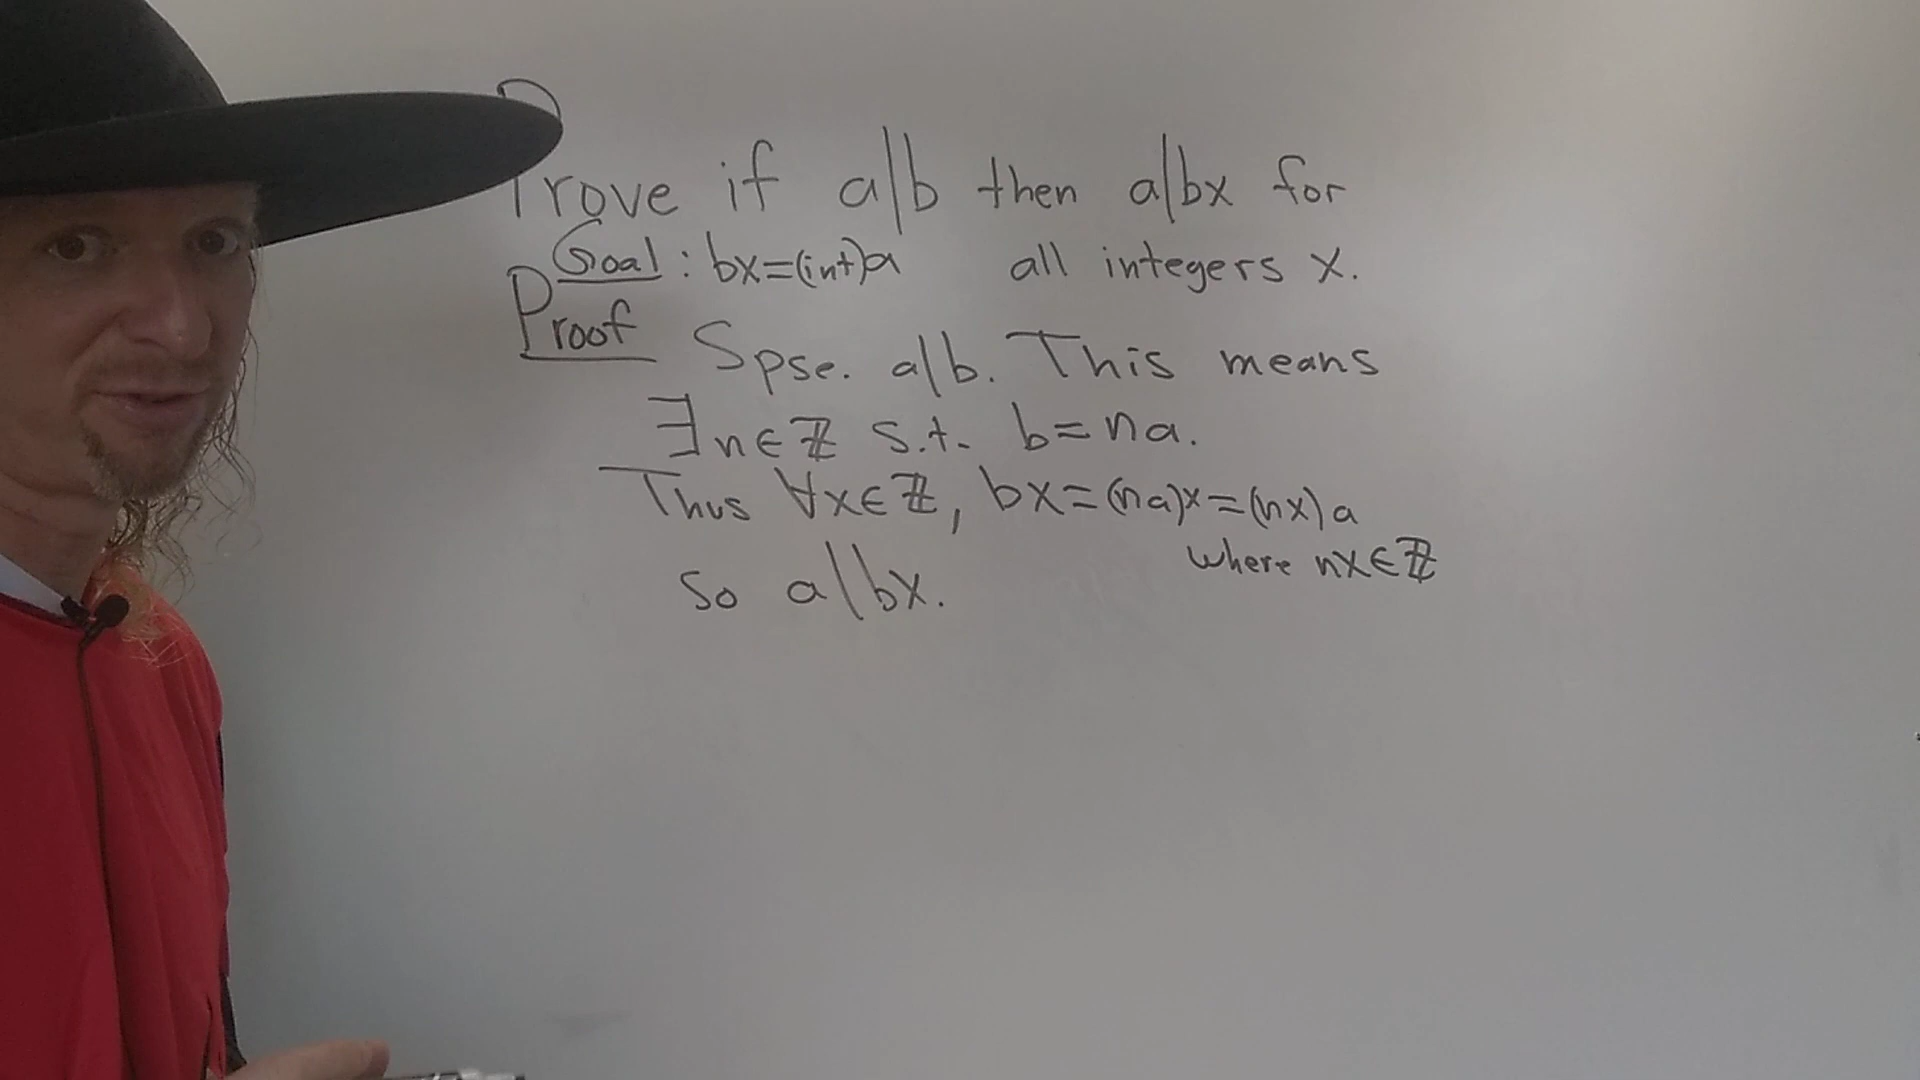 Prove if a|b then a|bx for
all integers x.
Goal: bx=(int)a
Proof Spse. a|b. This means
∃n∈ℤ s.t. b=na.
Thus ∀x∈ℤ, bx=(na)x=(nx)a
where nx∈ℤ
so a|bx.